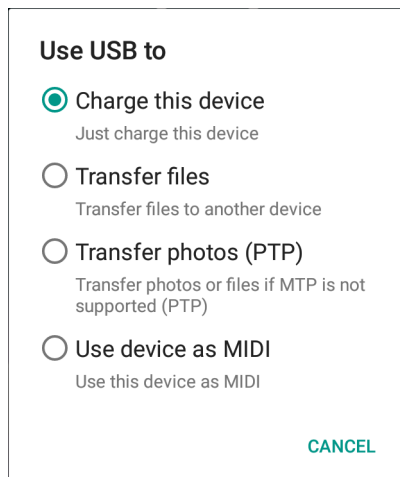 Use USB to
Charge this device
Just charge this device
Transfer files
Transfer files to another device
Transfer photos (PTP)
Transfer photos or files if MTP is not
supported (PTP)
Use device as MIDI
Use this device as MIDI
CANCEL